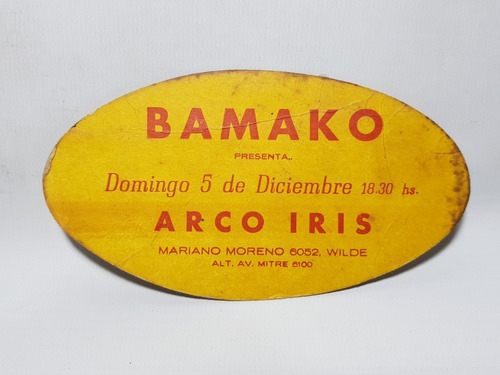 BAMAKO
PRESENTA..
Domingo 5 de Diciembre 18.30 hs.
ARCO IRIS
MARIANO MORENO 6052, WILDE
ALT. AV. MITRE 6100